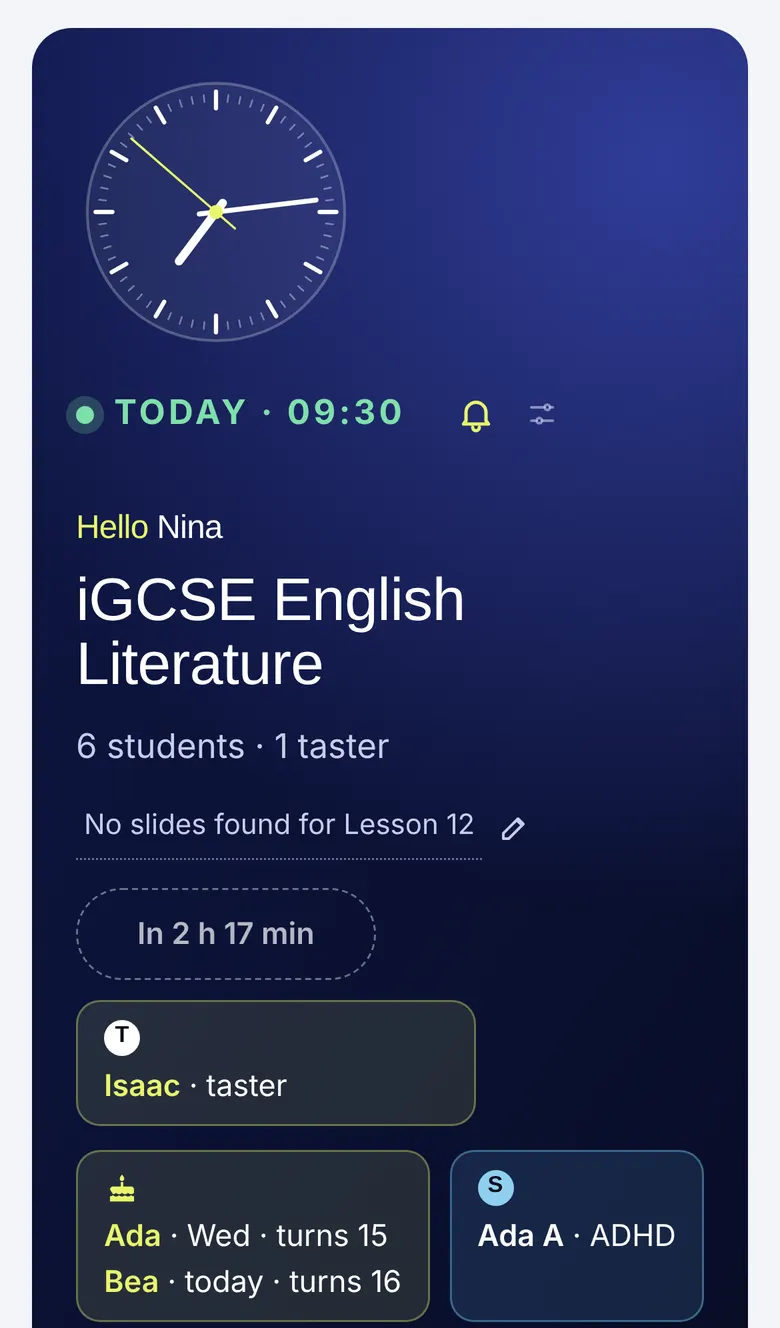 TODAY · 09:30
Hello Nina
iGCSE English
Literature
6 students · 1 taster
No slides found for Lesson 12
In 2 h 17 min
T
Isaac · taster
Ada · Wed · turns 15
Bea · today · turns 16
S
Ada A · ADHD